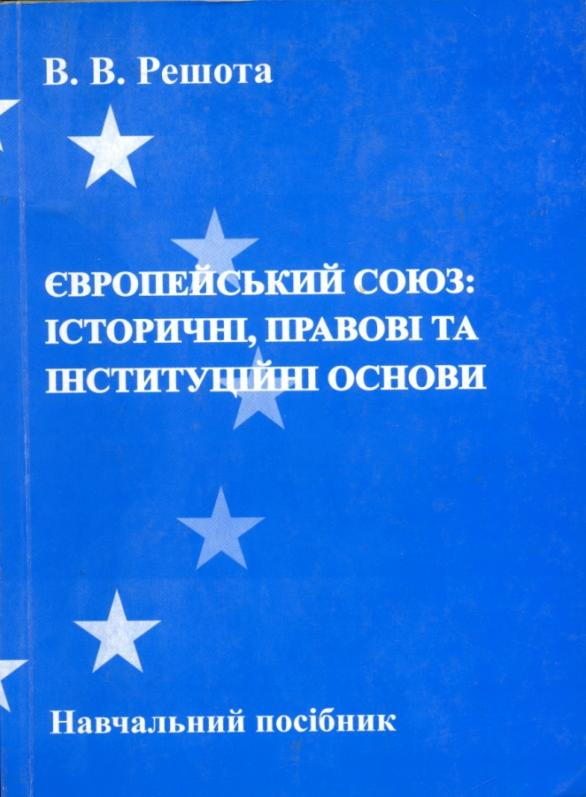 В. В. Решота
ЄВРОПЕЙСЬКИЙ СОЮЗ:
ІСТОРИЧНІ, ПРАВОВІ ТА
ІНСТИТУЦІЙНІ ОСНОВИ
Навчальний посібник